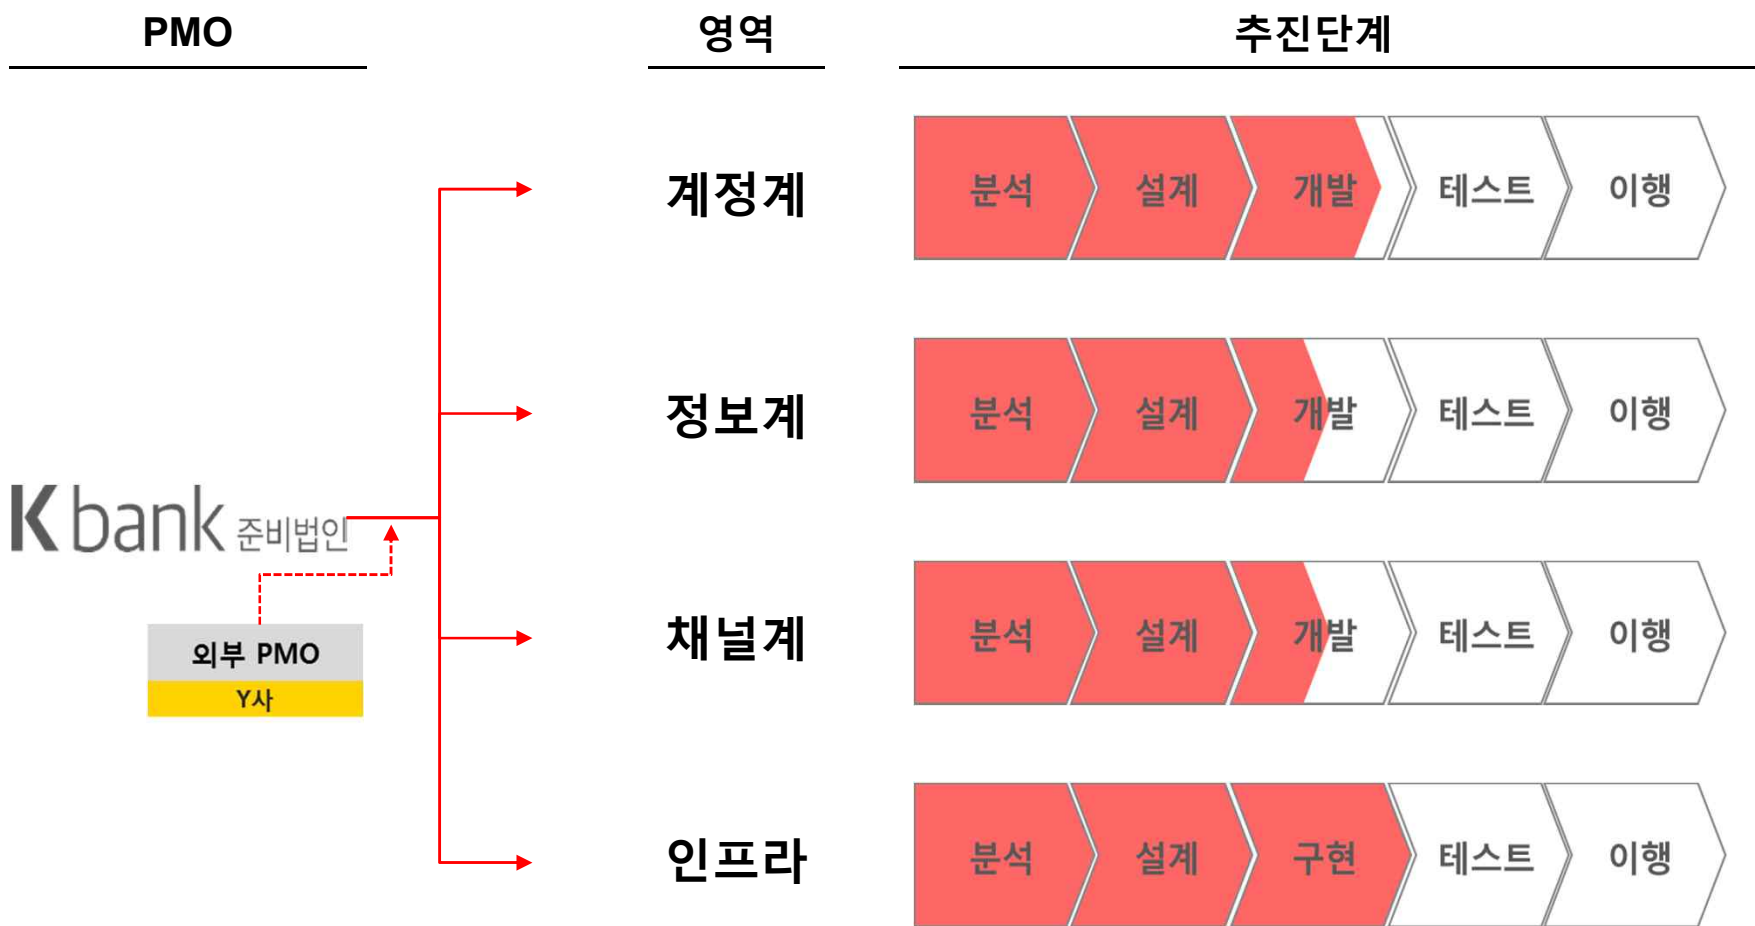 PMO 영역 추진단계
계정계 분석 설계 개발 테스트 이행
정보계 분석 설계 개발 테스트 이행
K bank 준비법인
채널계 분석 설계 개발 테스트 이행
외부 PMO
Y사
인프라 분석 설계 구현 테스트 이행